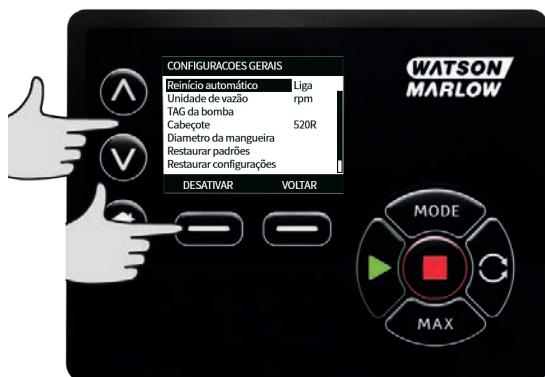 CONFIGURACOES GERAIS
Reinício automático Liga
Unidade de vazão rpm
TAG da bomba
Cabeçote 520R
Diametro da mangueira
Restaurar padrões
Restaurar configurações
DESATIVAR VOLTAR
WATSON
MARLOW
MODE
MAX